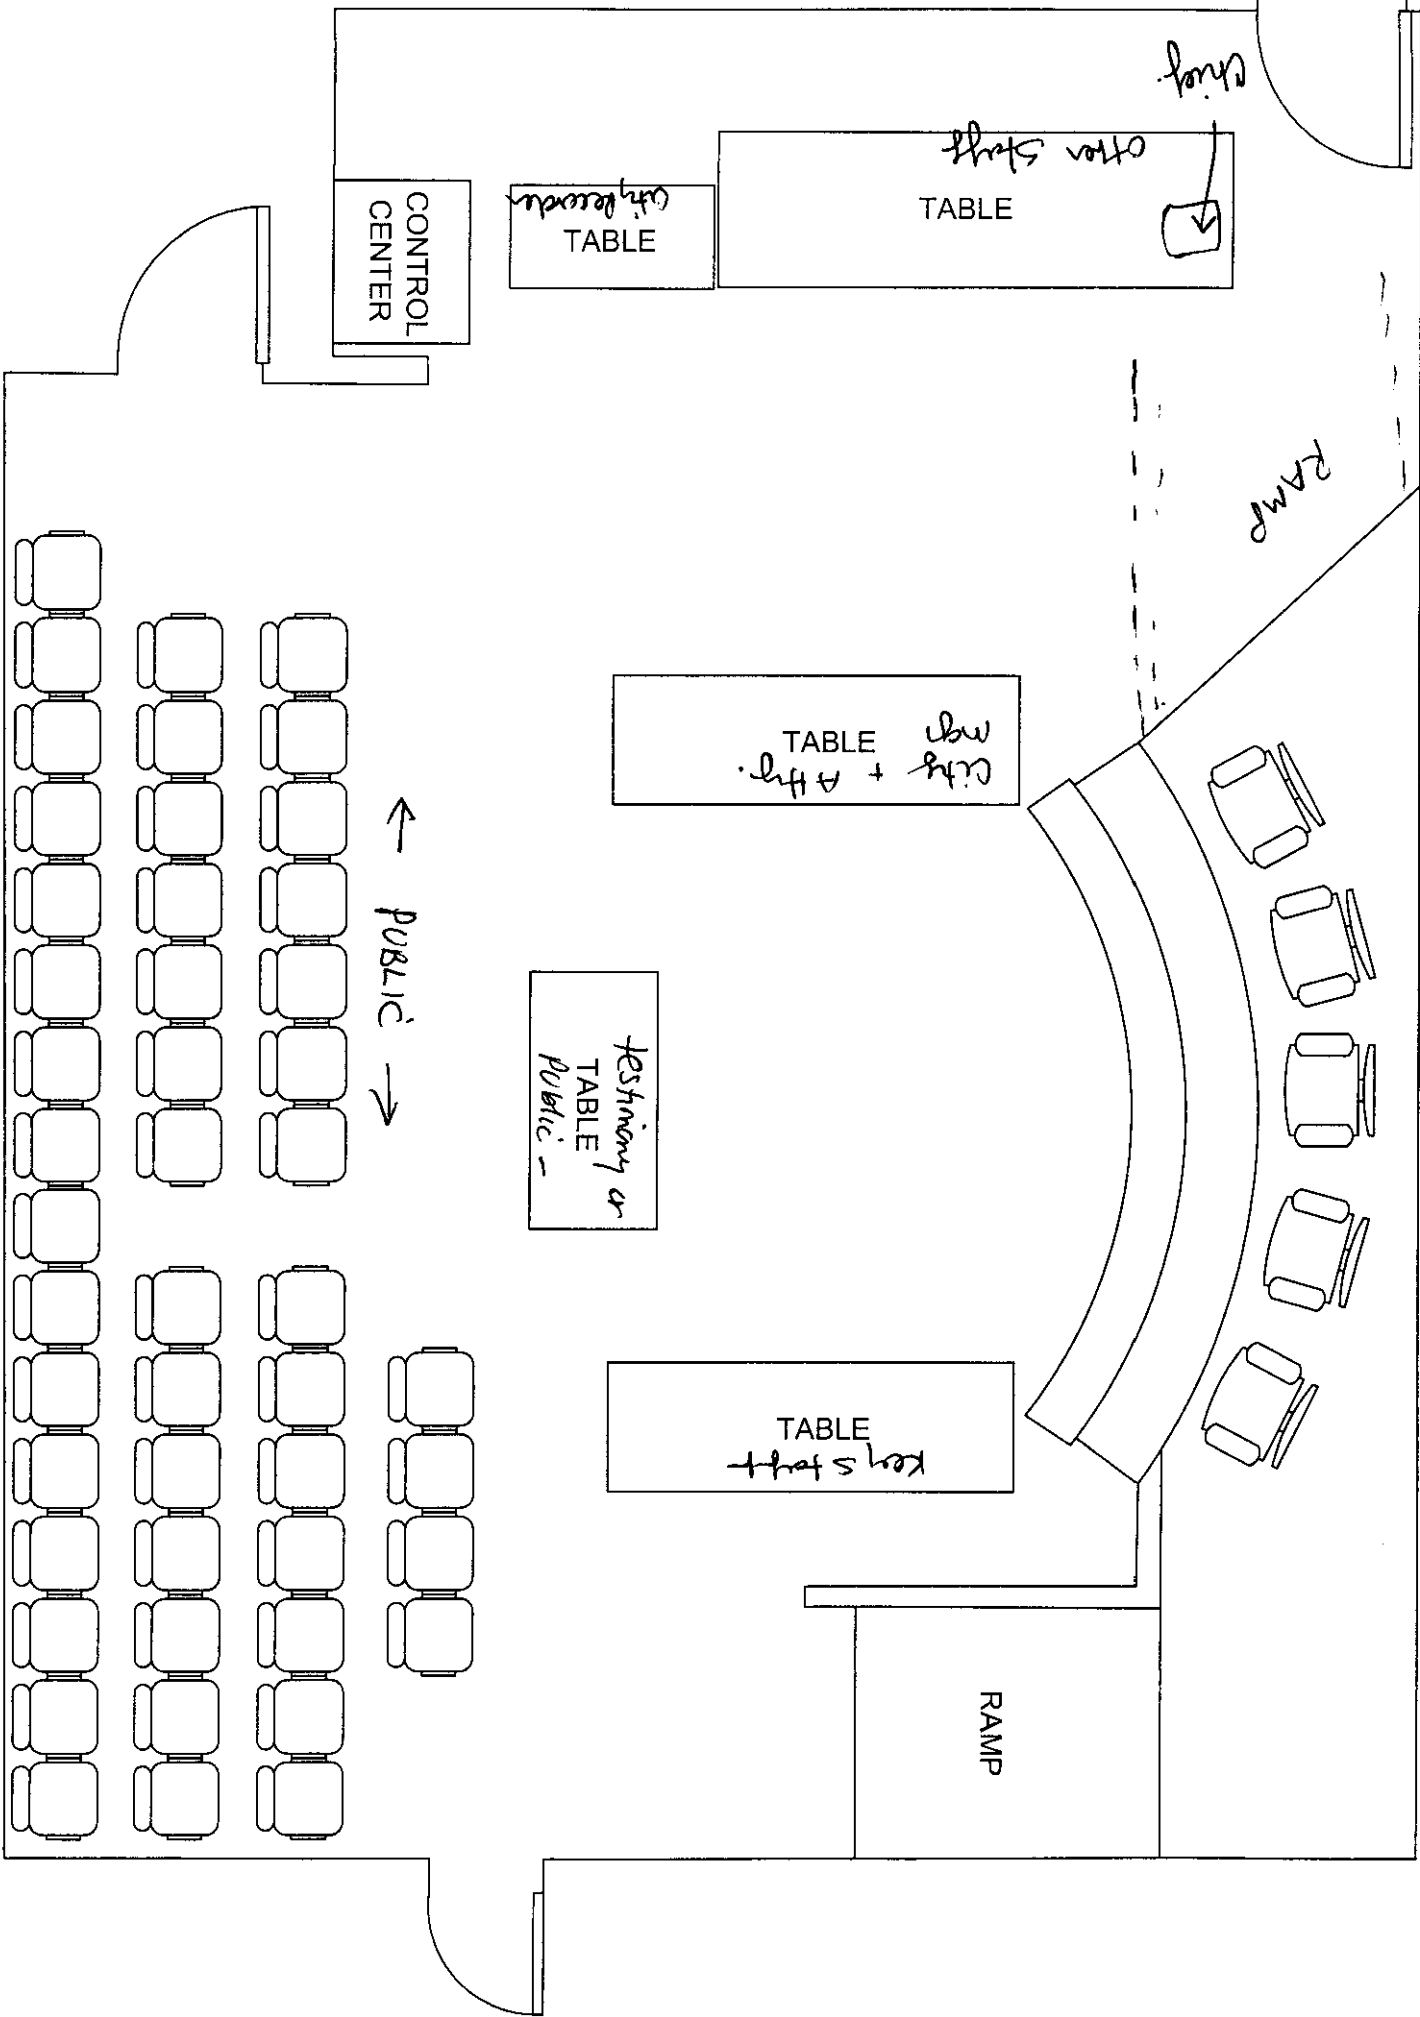 Chief
Other Staff
TABLE
City Recorder
TABLE
CONTROL
CENTER
RAMP
TABLE
City mgr
+ Atty.
← PUBLIC →
testimony or
TABLE
Public -
TABLE
Key Staff
RAMP